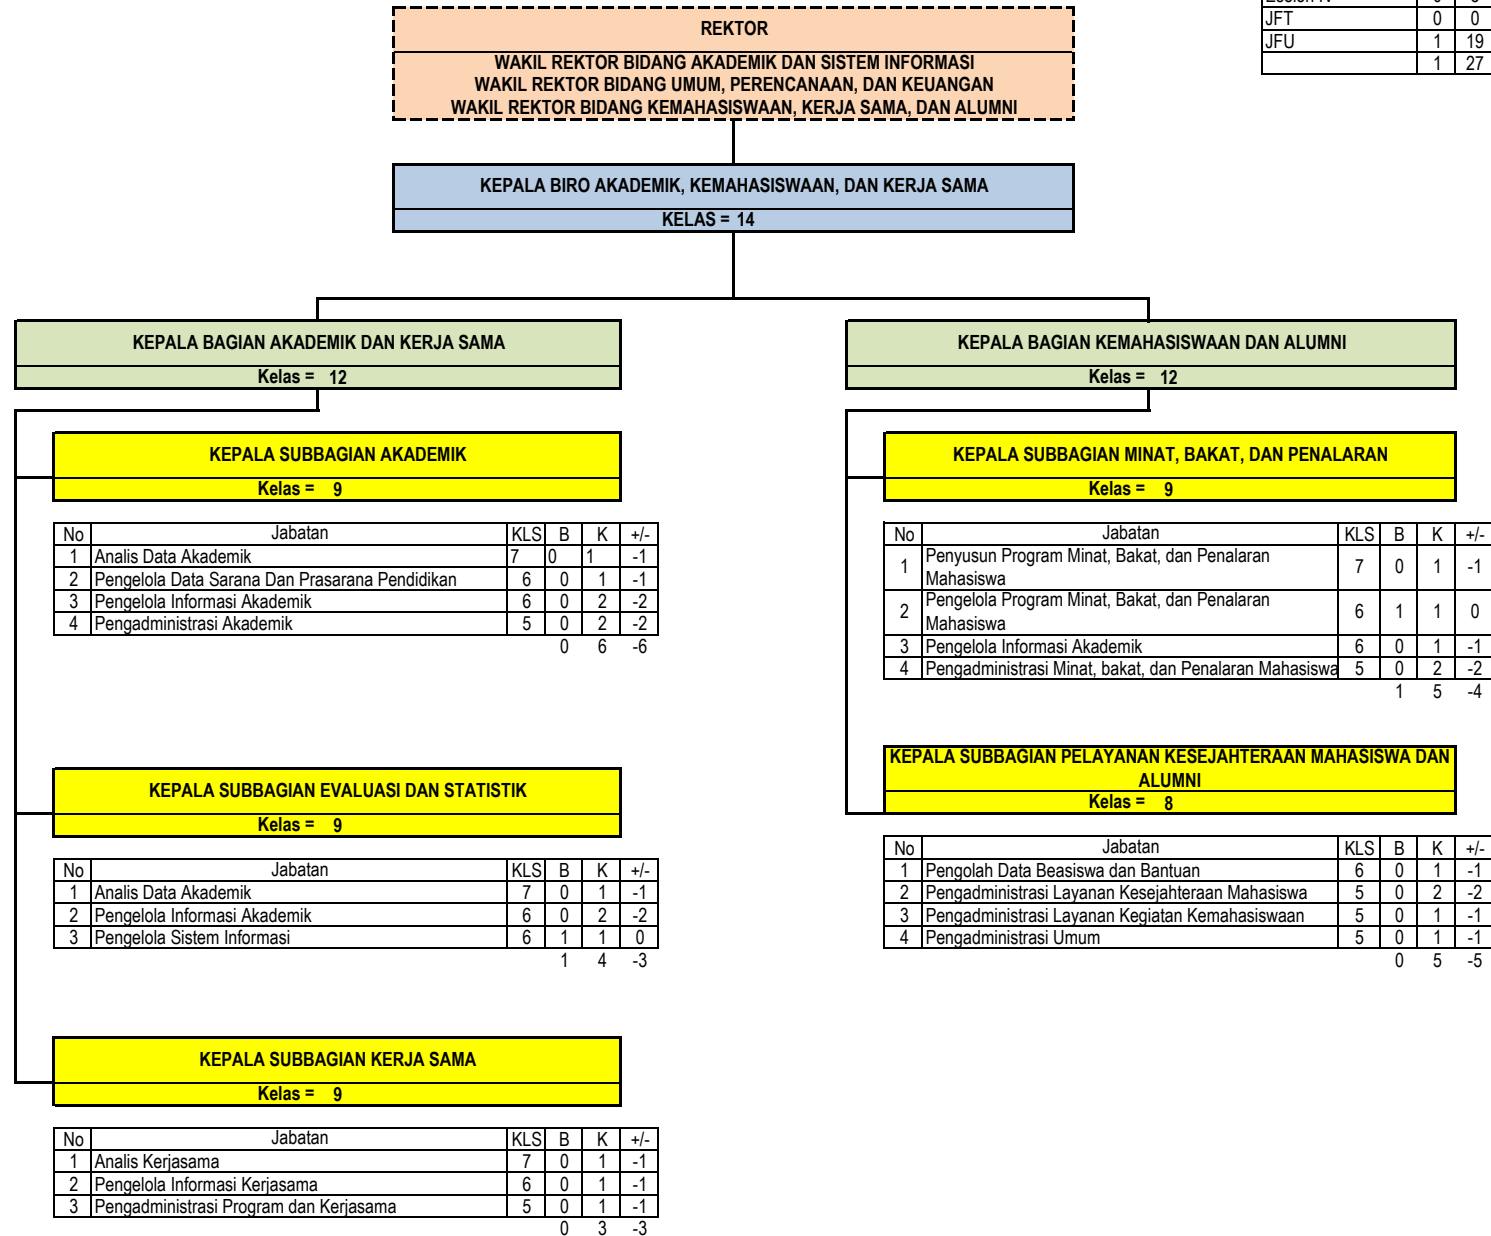 REKTOR
WAKIL REKTOR BIDANG AKADEMIK DAN SISTEM INFORMASI
WAKIL REKTOR BIDANG UMUM, PERENCANAAN, DAN KEUANGAN
WAKIL REKTOR BIDANG KEMAHASISWAAN, KERJA SAMA, DAN ALUMNI
JFT 0 0
JFU 1 19
1 27
KEPALA BIRO AKADEMIK, KEMAHASISWAAN, DAN KERJA SAMA
KELAS = 14
KEPALA BAGIAN AKADEMIK DAN KERJA SAMA
Kelas = 12
KEPALA SUBBAGIAN AKADEMIK
Kelas = 9
No Jabatan KLS B K +/-
1 Analis Data Akademik 7 0 1 -1
2 Pengelola Data Sarana Dan Prasarana Pendidikan 6 0 1 -1
3 Pengelola Informasi Akademik 6 0 2 -2
4 Pengadministrasi Akademik 5 0 2 -2
0 6 -6
KEPALA SUBBAGIAN EVALUASI DAN STATISTIK
Kelas = 9
No Jabatan KLS B K +/-
1 Analis Data Akademik 7 0 1 -1
2 Pengelola Informasi Akademik 6 0 2 -2
3 Pengelola Sistem Informasi 6 1 1 0
1 4 -3
KEPALA SUBBAGIAN KERJA SAMA
Kelas = 9
No Jabatan KLS B K +/-
1 Analis Kerjasama 7 0 1 -1
2 Pengelola Informasi Kerjasama 6 0 1 -1
3 Pengadministrasi Program dan Kerjasama 5 0 1 -1
0 3 -3
KEPALA BAGIAN KEMAHASISWAAN DAN ALUMNI
Kelas = 12
KEPALA SUBBAGIAN MINAT, BAKAT, DAN PENALARAN
Kelas = 9
No Jabatan KLS B K +/-
1 Penyusun Program Minat, Bakat, dan Penalaran
Mahasiswa 7 0 1 -1
2 Pengelola Program Minat, Bakat, dan Penalaran
Mahasiswa 6 1 1 0
3 Pengelola Informasi Akademik 6 0 1 -1
4 Pengadministrasi Minat, bakat, dan Penalaran Mahasiswa 5 0 2 -2
1 5 -4
KEPALA SUBBAGIAN PELAYANAN KESEJAHTERAAN MAHASISWA DAN
ALUMNI
Kelas = 8
No Jabatan KLS B K +/-
1 Pengolah Data Beasiswa dan Bantuan 6 0 1 -1
2 Pengadministrasi Layanan Kesejahteraan Mahasiswa 5 0 2 -2
3 Pengadministrasi Layanan Kegiatan Kemahasiswaan 5 0 1 -1
4 Pengadministrasi Umum 5 0 1 -1
0 5 -5